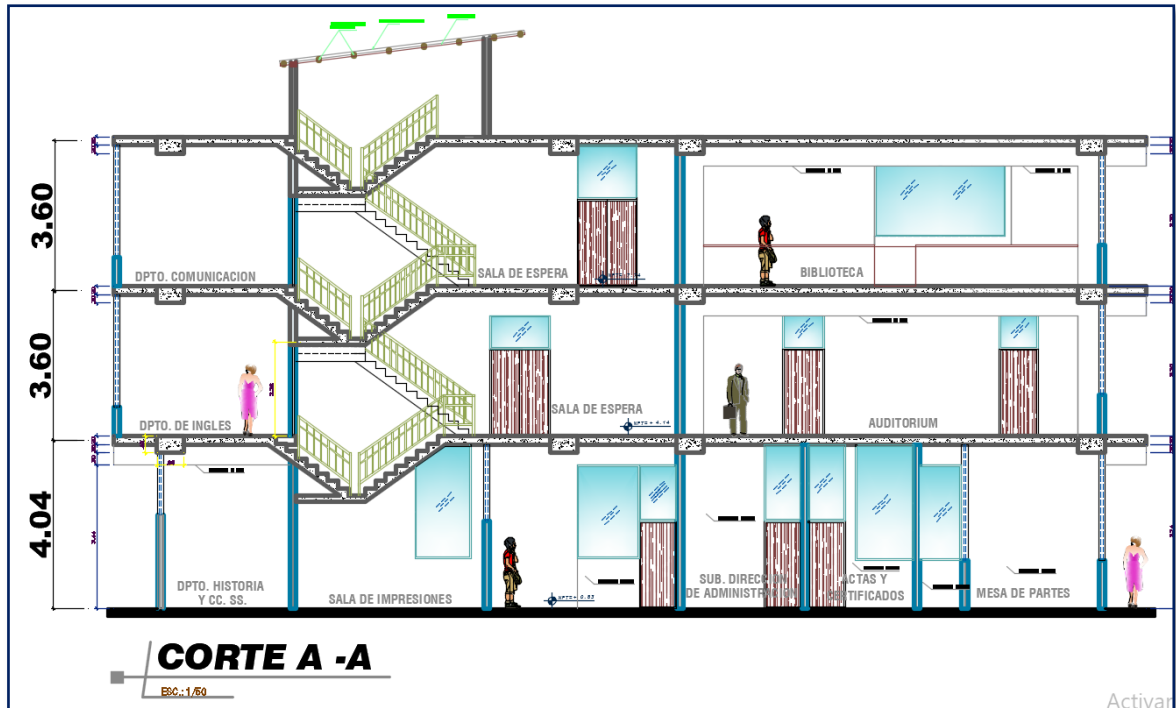 3.60
DPTO. COMUNICACION
SALA DE ESPERA
BIBLIOTECA
3.60
DPTO. DE INGLES
SALA DE ESPERA
AUDITORIUM
4.04
DPTO. HISTORIA
Y CC. SS.
SALA DE IMPRESIONES
SUB. DIRECCION
DE ADMINISTRACION
ACTAS Y
CERTIFICADOS
MESA DE PARTES
CORTE A -A
ESC.: 1/50
Activar